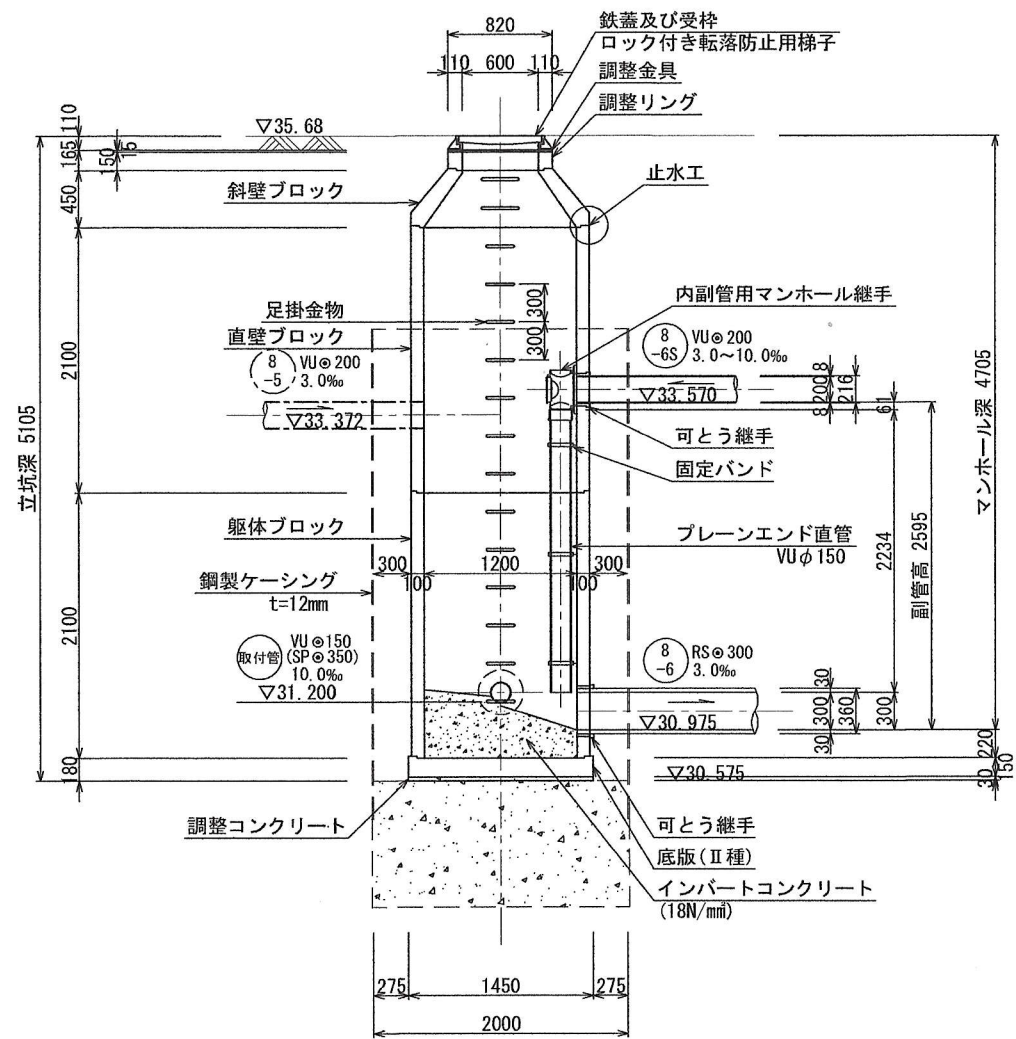 820
鉄蓋及び受枠
ロック付き転落防止用梯子
110 600 110
調整金具
調整リング
110
▽35.68
165
15
150
止水工
450
斜壁ブロック
足掛金物
300
300
内副管用マンホール継手
直壁ブロック
8
-5
VU◎200
3.0‰
8
-6S
VU◎200
3.0～10.0‰
2100
▽33.372
▽33.570
8
200
8
216
61
可とう継手
固定バンド
立坑深 5105
マンホール深 4705
躯体ブロック
プレーンエンド直管
VUφ150
300 1200 300
100 100
鋼製ケーシング
t=12mm
2234
副管高 2595
2100
取付管
VU◎150
(SP◎350)
10.0‰
▽31.200
8
-6
RS◎300
3.0‰
30
300
30
360
300
▽30.975
220
180
▽30.575
30
150
調整コンクリート
可とう継手
底版(Ⅱ種)
インバートコンクリート
(18N/㎟)
275 1450 275
2000